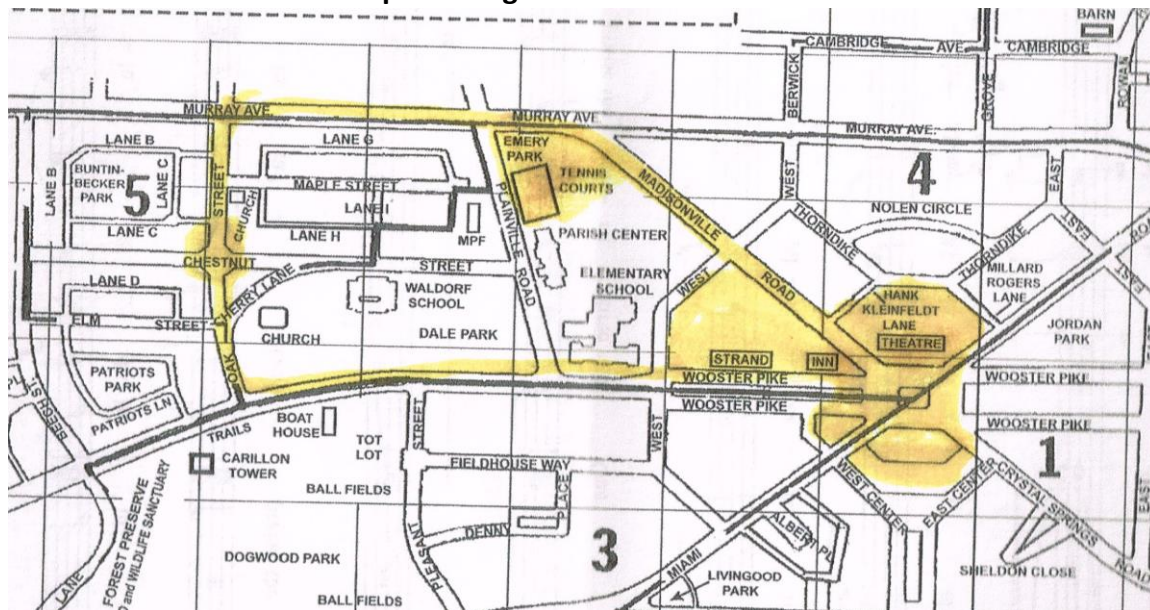 BARN
CAMBRIDGE AVE. CAMBRIDGE
BERWICK
GROVE
ROWAN
MURRAY AVE.
MURRAY AVE
MURRAY AVE.
LANE B
LANE G
EMERY
PARK
TENNIS
COURTS
LANE B
BUNTIN-
BECKER
PARK
LANE C
5
STREET
CHURCH
MAPLE STREET
LANE I
LANE C
LANE H
MPF
PLAINVILLE ROAD
PARISH CENTER
MADISONVILLE
ROAD
WEST
4
EAST
NOLEN CIRCLE
THORNDIKE
THORNDIKE
EAST
EAST
CHESTNUT
STREET
LANE D
CHERRY LANE
WALDORF
SCHOOL
ELEMENTARY
SCHOOL
WEST
MILLARD
ROGERS
LANE
HANK
KLEINFELDT
LANE
THEATRE
JORDAN
PARK
ELM STREET
CHURCH
DALE PARK
STRAND
INN
PATRIOTS
PARK
OAK
WOOSTER PIKE
WOOSTER PIKE
WOOSTER PIKE
WOOSTER PIKE
PATRIOTS LN
BEECH ST.
TRAILS
BOAT
HOUSE
TOT
LOT
STREET
WEST
CARILLON
TOWER
FIELDHOUSE WAY
BALL FIELDS
PLACE
DENNY
PLEASANT
3
WEST CENTER
EAST CENTER
1
CRYSTAL SPRINGS
ROAD
EAST
FOREST PRESERVE
and WILDLIFE SANCTUARY
LANE
DOGWOOD PARK
MIAMI
ALBERT PL
LIVINGOOD
PARK
SHELDON CLOSE
BALL FIELDS